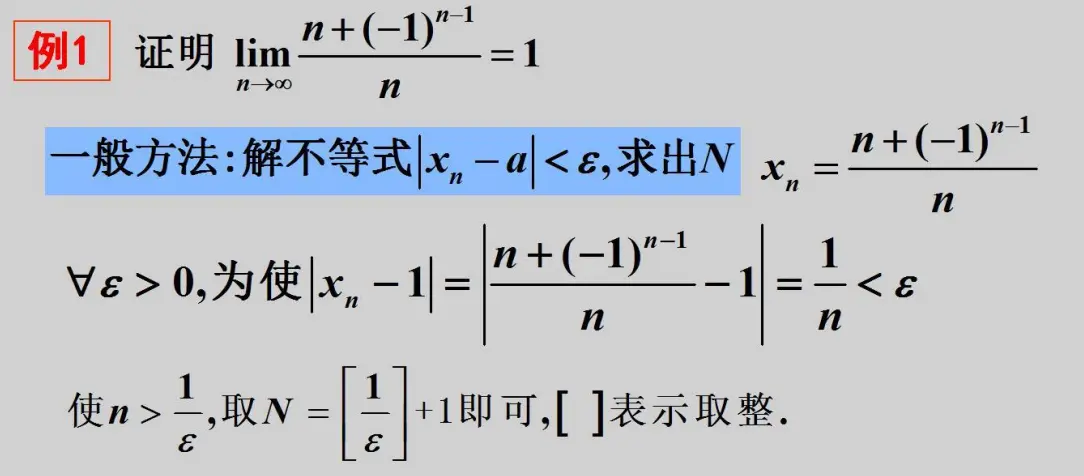 例1 证明 $\lim\limits_{n\to\infty}\frac{n+(-1)^{n-1}}{n}=1$
一般方法:解不等式$|x_n-a|<\varepsilon$,求出N $x_n=\frac{n+(-1)^{n-1}}{n}$
$\forall\varepsilon>0$,为使$|x_n-1|=\left|\frac{n+(-1)^{n-1}}{n}-1\right|=\frac{1}{n}<\varepsilon$
使$n>\frac{1}{\varepsilon}$,取$N=\left[\frac{1}{\varepsilon}\right]+1$即可,[ ]表示取整.